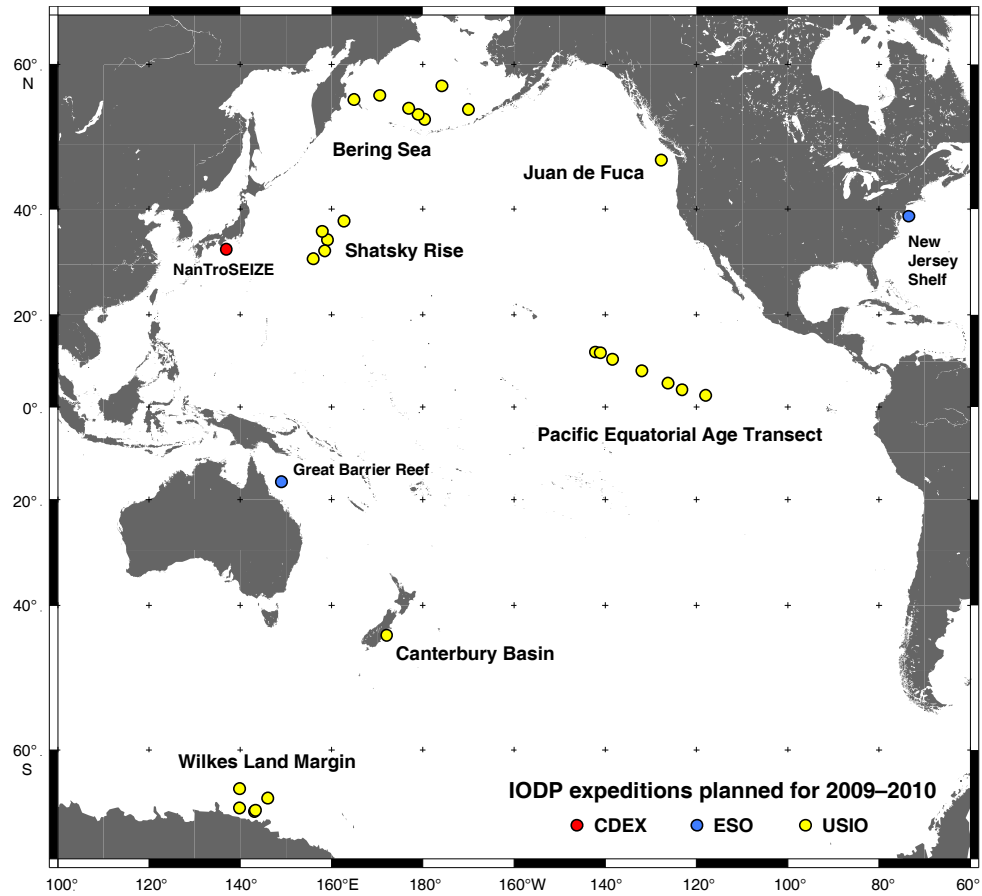 60°
N
Bering Sea
Juan de Fuca
40°
New
Jersey
Shelf
Shatsky Rise
NanTroSEIZE
20°
0°
Pacific Equatorial Age Transect
Great Barrier Reef
20°
40°
Canterbury Basin
60°
S
Wilkes Land Margin
IODP expeditions planned for 2009–2010
CDEX ESO USIO
100° 120° 140° 160°E 180° 160°W 140° 120° 100° 80° 60°